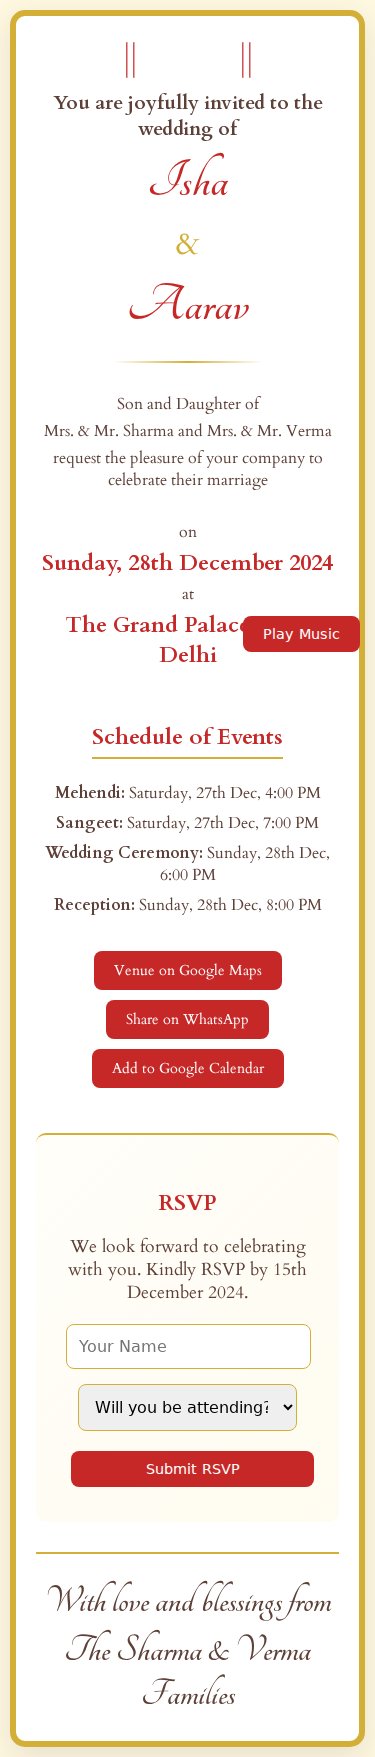 ||          ||
You are joyfully invited to the
wedding of
Isha
&
Aarav
Son and Daughter of
Mrs. & Mr. Sharma and Mrs. & Mr. Verma
request the pleasure of your company to
celebrate their marriage
on
Sunday, 28th December 2024
at
The Grand Palace
Delhi
Play Music
Schedule of Events
Mehendi: Saturday, 27th Dec, 4:00 PM
Sangeet: Saturday, 27th Dec, 7:00 PM
Wedding Ceremony: Sunday, 28th Dec,
6:00 PM
Reception: Sunday, 28th Dec, 8:00 PM
Venue on Google Maps
Share on WhatsApp
Add to Google Calendar
RSVP
We look forward to celebrating
with you. Kindly RSVP by 15th
December 2024.
Your Name
Will you be attending?
Submit RSVP
With love and blessings from
The Sharma & Verma
Families